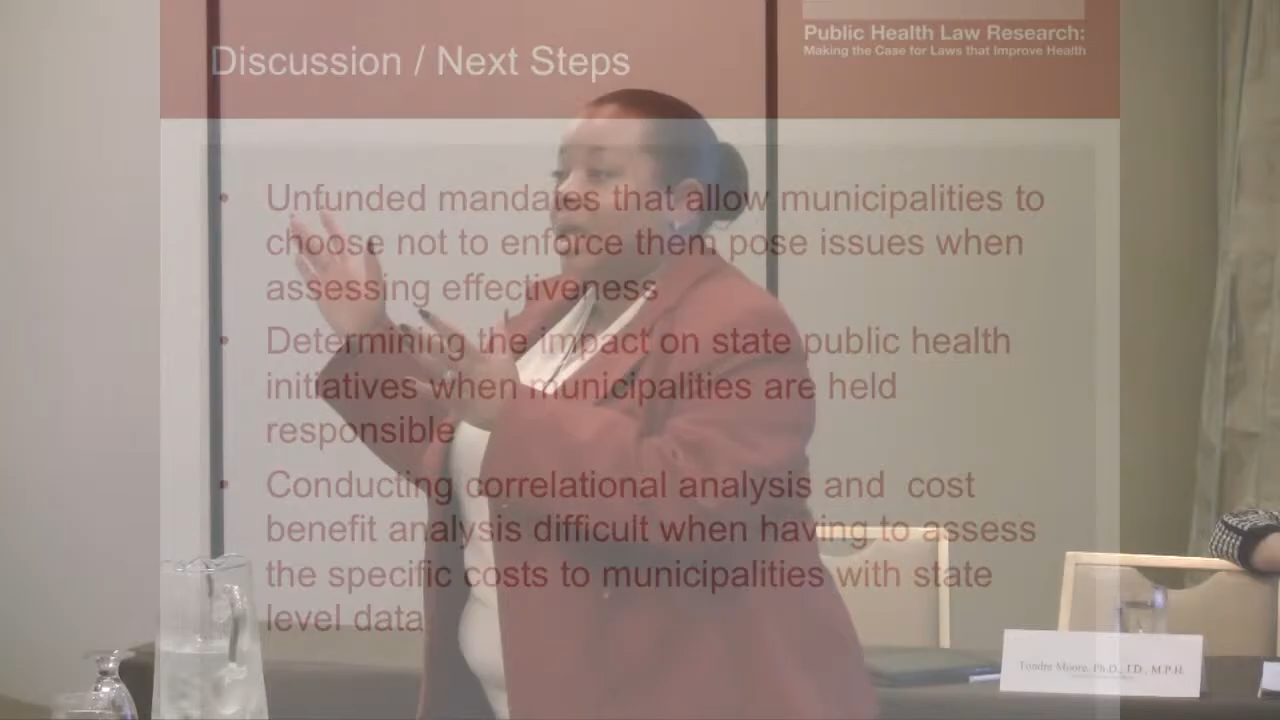 Public Health Law Research:
Making the Case for Laws that Improve Health
Discussion / Next Steps
• Unfunded mandates that allow municipalities to
choose not to enforce them pose issues when
assessing effectiveness
• Determining the impact on state public health
initiatives when municipalities are held
responsible
• Conducting correlational analysis and cost
benefit analysis difficult when having to assess
the specific costs to municipalities with state
level data
Tondra Moore, Ph.D., J.D., M.P.H.